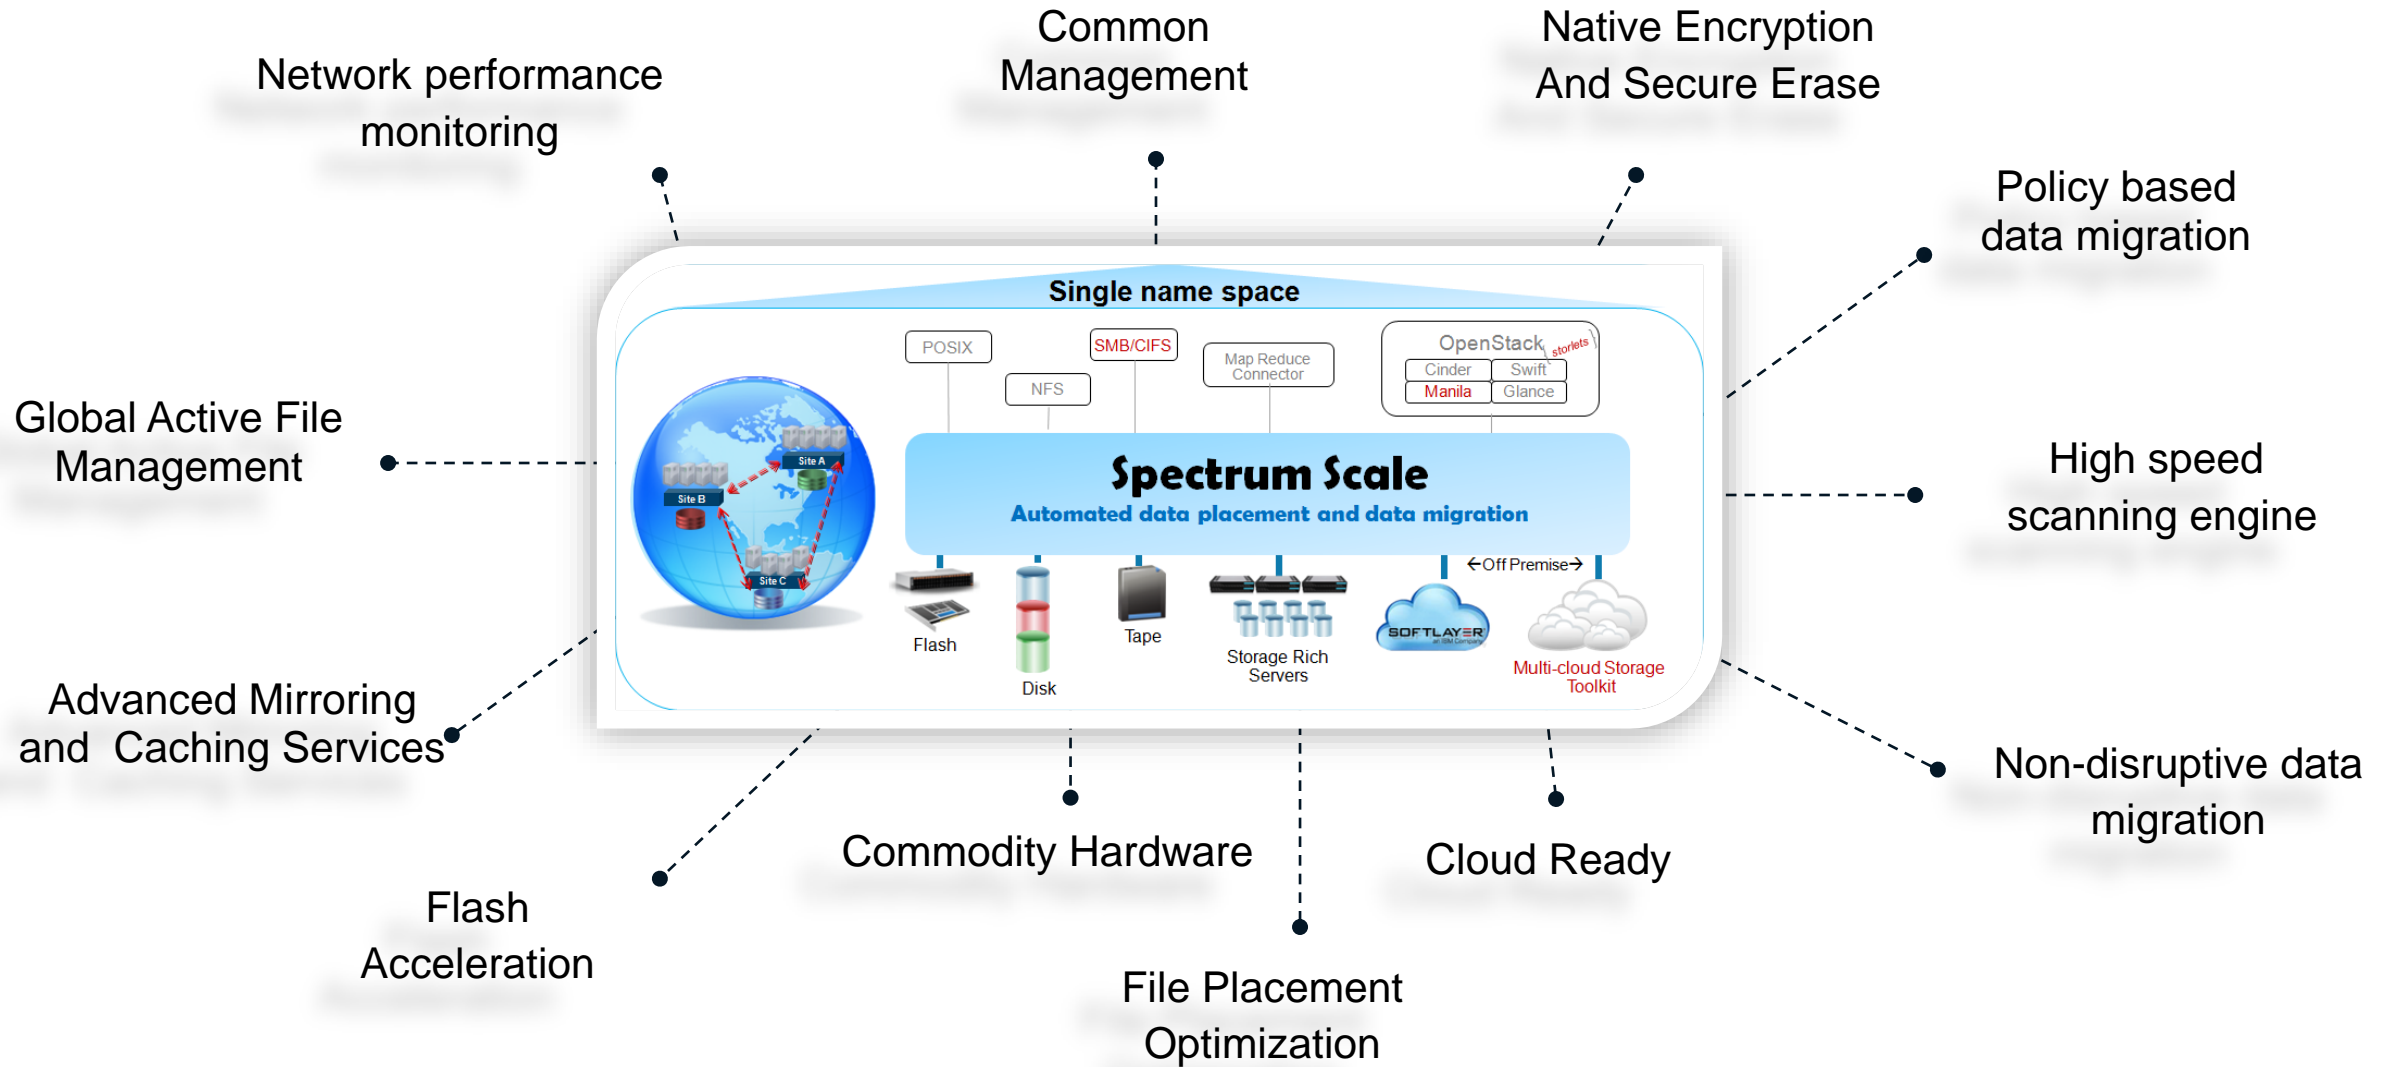 Common
Management
Native Encryption
And Secure Erase
Network performance
monitoring
Policy based
data migration
Single name space
POSIX
NFS
SMB/CIFS
Map Reduce
Connector
OpenStack
{storlets}
Cinder
Swift
Manila
Glance
Global Active File
Management
Site A
Site B
Site C
Spectrum Scale
Automated data placement and data migration
High speed
scanning engine
←Off Premise→
Flash
Disk
Tape
Storage Rich
Servers
SOFTLAYER
an IBM Company
Multi-cloud Storage
Toolkit
Advanced Mirroring
and  Caching Services
Non-disruptive data
migration
Commodity Hardware
Cloud Ready
Flash
Acceleration
File Placement
Optimization